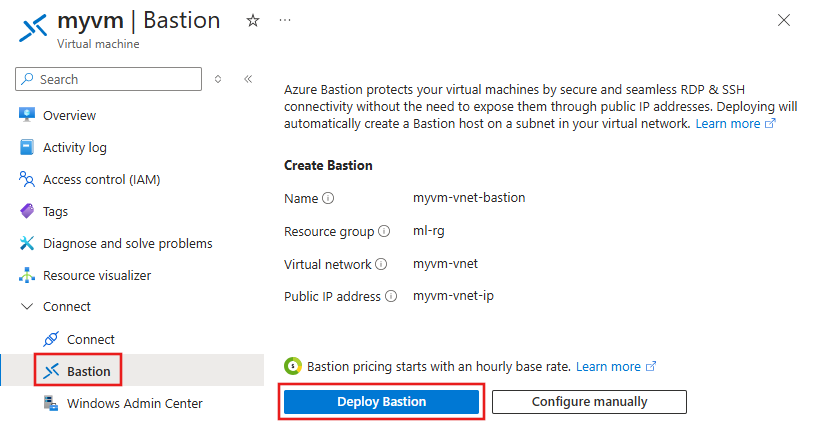 myvm | Bastion
Virtual machine
Search
Overview
Activity log
Access control (IAM)
Tags
Diagnose and solve problems
Resource visualizer
Connect
Connect
Bastion
Windows Admin Center
Azure Bastion protects your virtual machines by secure and seamless RDP & SSH
connectivity without the need to expose them through public IP addresses. Deploying will
automatically create a Bastion host on a subnet in your virtual network. Learn more
Create Bastion
Name myvm-vnet-bastion
Resource group ml-rg
Virtual network myvm-vnet
Public IP address myvm-vnet-ip
Bastion pricing starts with an hourly base rate. Learn more
Deploy Bastion Configure manually